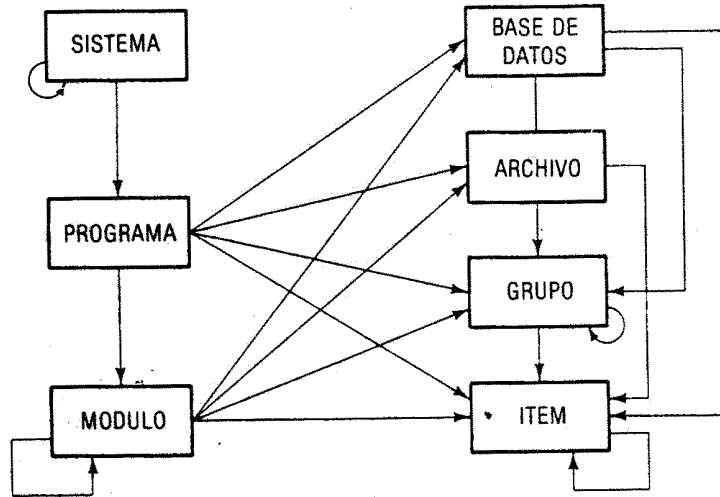 SISTEMA
BASE DE
DATOS
ARCHIVO
PROGRAMA
GRUPO
MODULO
ITEM